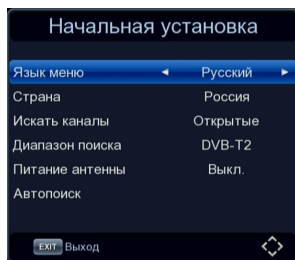 Начальная установка
Язык меню Русский
Страна Россия
Искать каналы Открытые
Диапазон поиска DVB-T2
Питание антенны Выкл.
Автопоиск
EXIT Выход